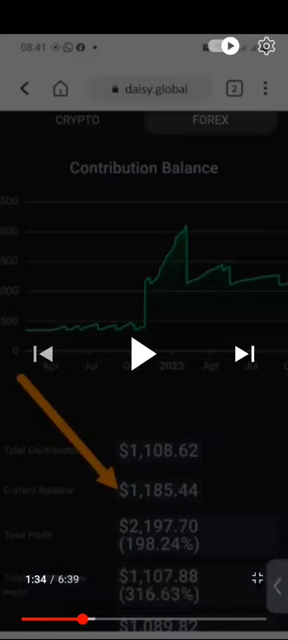 08.41
daisy.global
2
CRYPTO FOREX
Contribution Balance
500
000
500
000
500
0
Apr Jul 2023 Apr Jul
Total $1,108.62
Current Balance $1,185.44
Total Profit $2,197.70
(198.24%)
$1,107.88
(316.63%)
1:34 / 6:39
$1,089.82